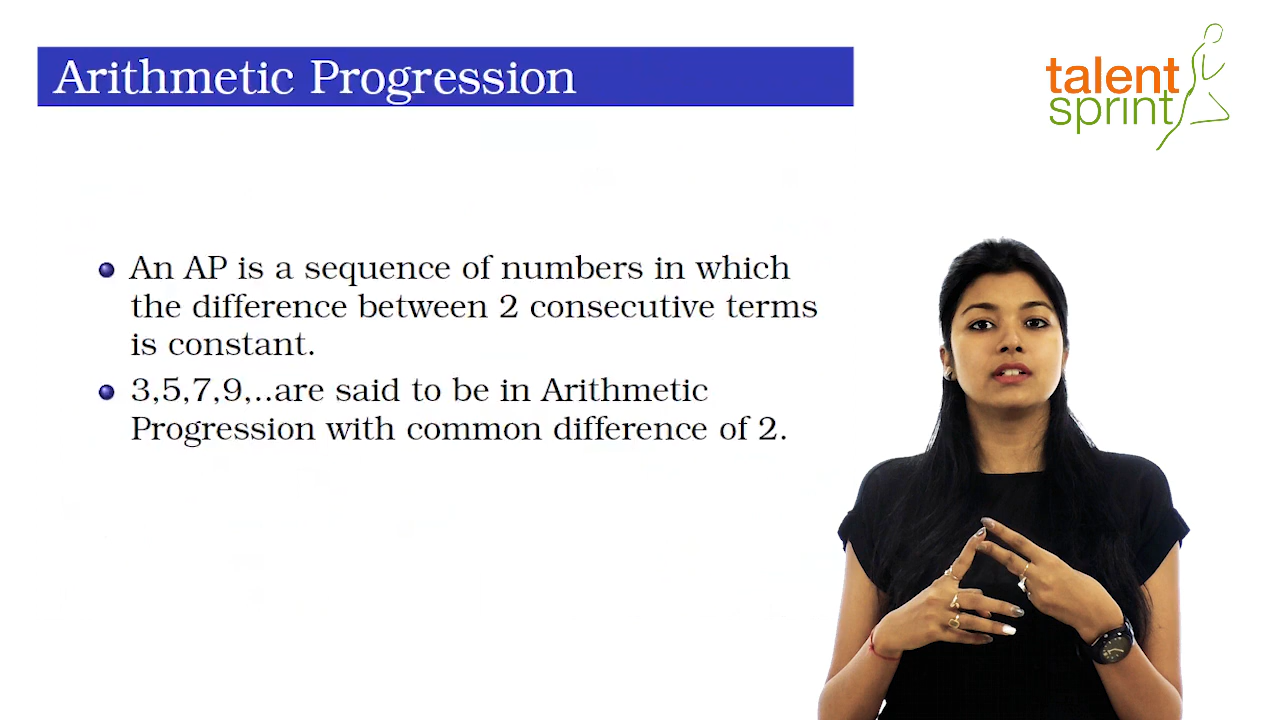 Arithmetic Progression
talent
sprint
An AP is a sequence of numbers in which
the difference between 2 consecutive terms
is constant.
3,5,7,9,..are said to be in Arithmetic
Progression with common difference of 2.